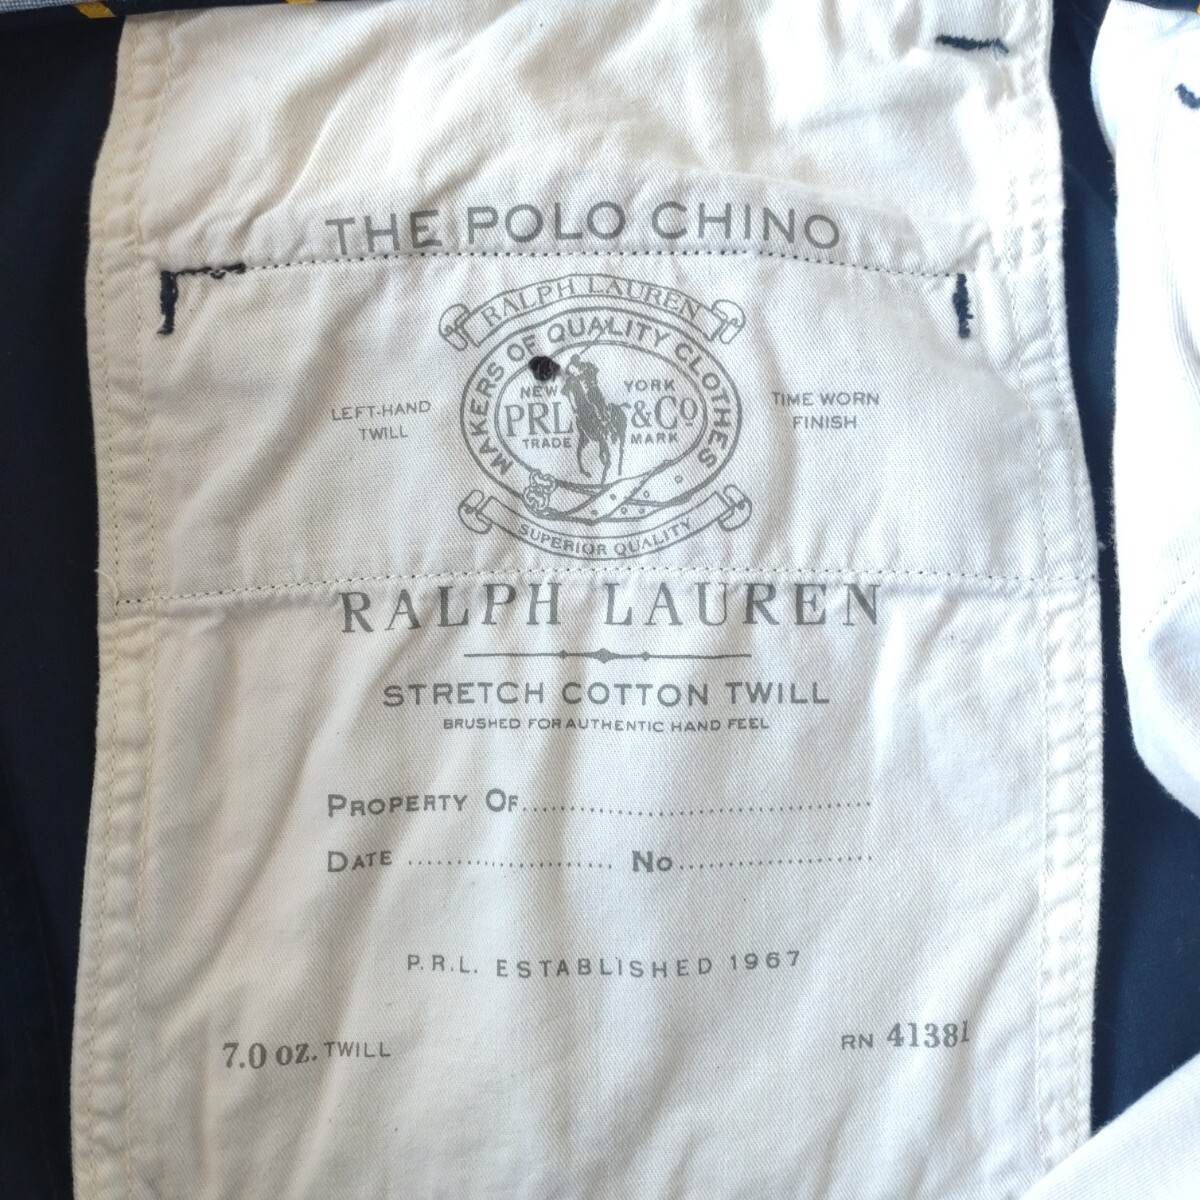 THE POLO CHINO
RALPH LAUREN
MAKERS OF QUALITY CLOTHES
LEFT-HAND
TWILL
NEW YORK
PRL &Co
TRADE MARK
TIME WORN
FINISH
SUPERIOR QUALITY
RALPH LAUREN
STRETCH COTTON TWILL
BRUSHED FOR AUTHENTIC HAND FEEL
PROPERTY OF......................................
DATE ...................... No.....................
P.R.L. ESTABLISHED 1967
7.0 oz. TWILL
RN 41381